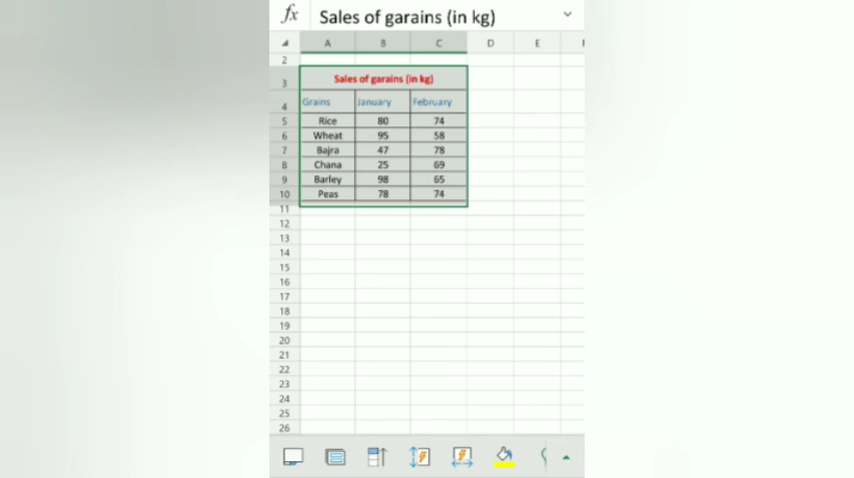 fx Sales of garains (in kg)
A B C D E
2
3 Sales of garains (in kg)
4 Grains January February
5 Rice 80 74
6 Wheat 95 58
7 Bajra 47 78
8 Chana 25 69
9 Barley 98 65
10 Peas 78 74
11
12
13
14
15
16
17
18
19
20
21
22
23
24
25
26